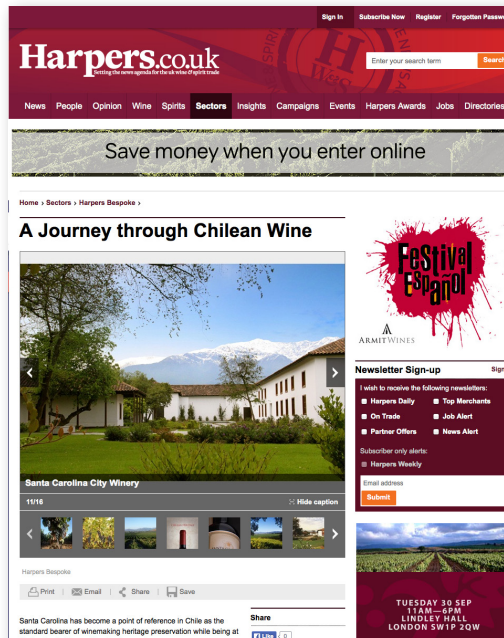 Sign In Subscribe Now Register Forgotten Passw
Harpers.co.uk
Setting the news agenda for the uk wine & spirit trade
Enter your search term Search
News People Opinion Wine Spirits Sectors Insights Campaigns Events Harpers Awards Jobs Directories
Save money when you enter online
Home › Sectors › Harpers Bespoke ›
A Journey through Chilean Wine
Santa Carolina City Winery
11/16 Hide caption
Harpers Bespoke
Print Email Share Save
Santa Carolina has become a point of reference in Chile as the
standard bearer of winemaking heritage preservation while being at
Share
Like 0
Festival
Español
ARMIT WINES
Newsletter Sign-up Sign
I wish to receive the following newsletters:
Harpers Daily Top Merchants
On Trade Job Alert
Partner Offers News Alert
Subscriber only alerts:
Harpers Weekly
Email address
Submit
TUESDAY 30 SEP
11AM—6PM
LINDLEY HALL
LONDON SW1P 2QW